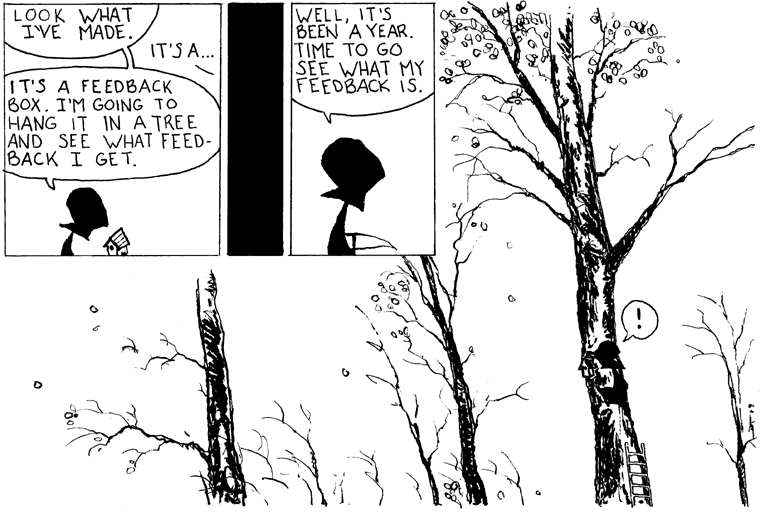 LOOK WHAT
I'VE MADE.
IT'S A...
IT'S A FEEDBACK
BOX. I'M GOING TO
HANG IT IN A TREE
AND SEE WHAT FEED-
BACK I GET.
WELL, IT'S
BEEN A YEAR.
TIME TO GO
SEE WHAT MY
FEEDBACK IS.
!